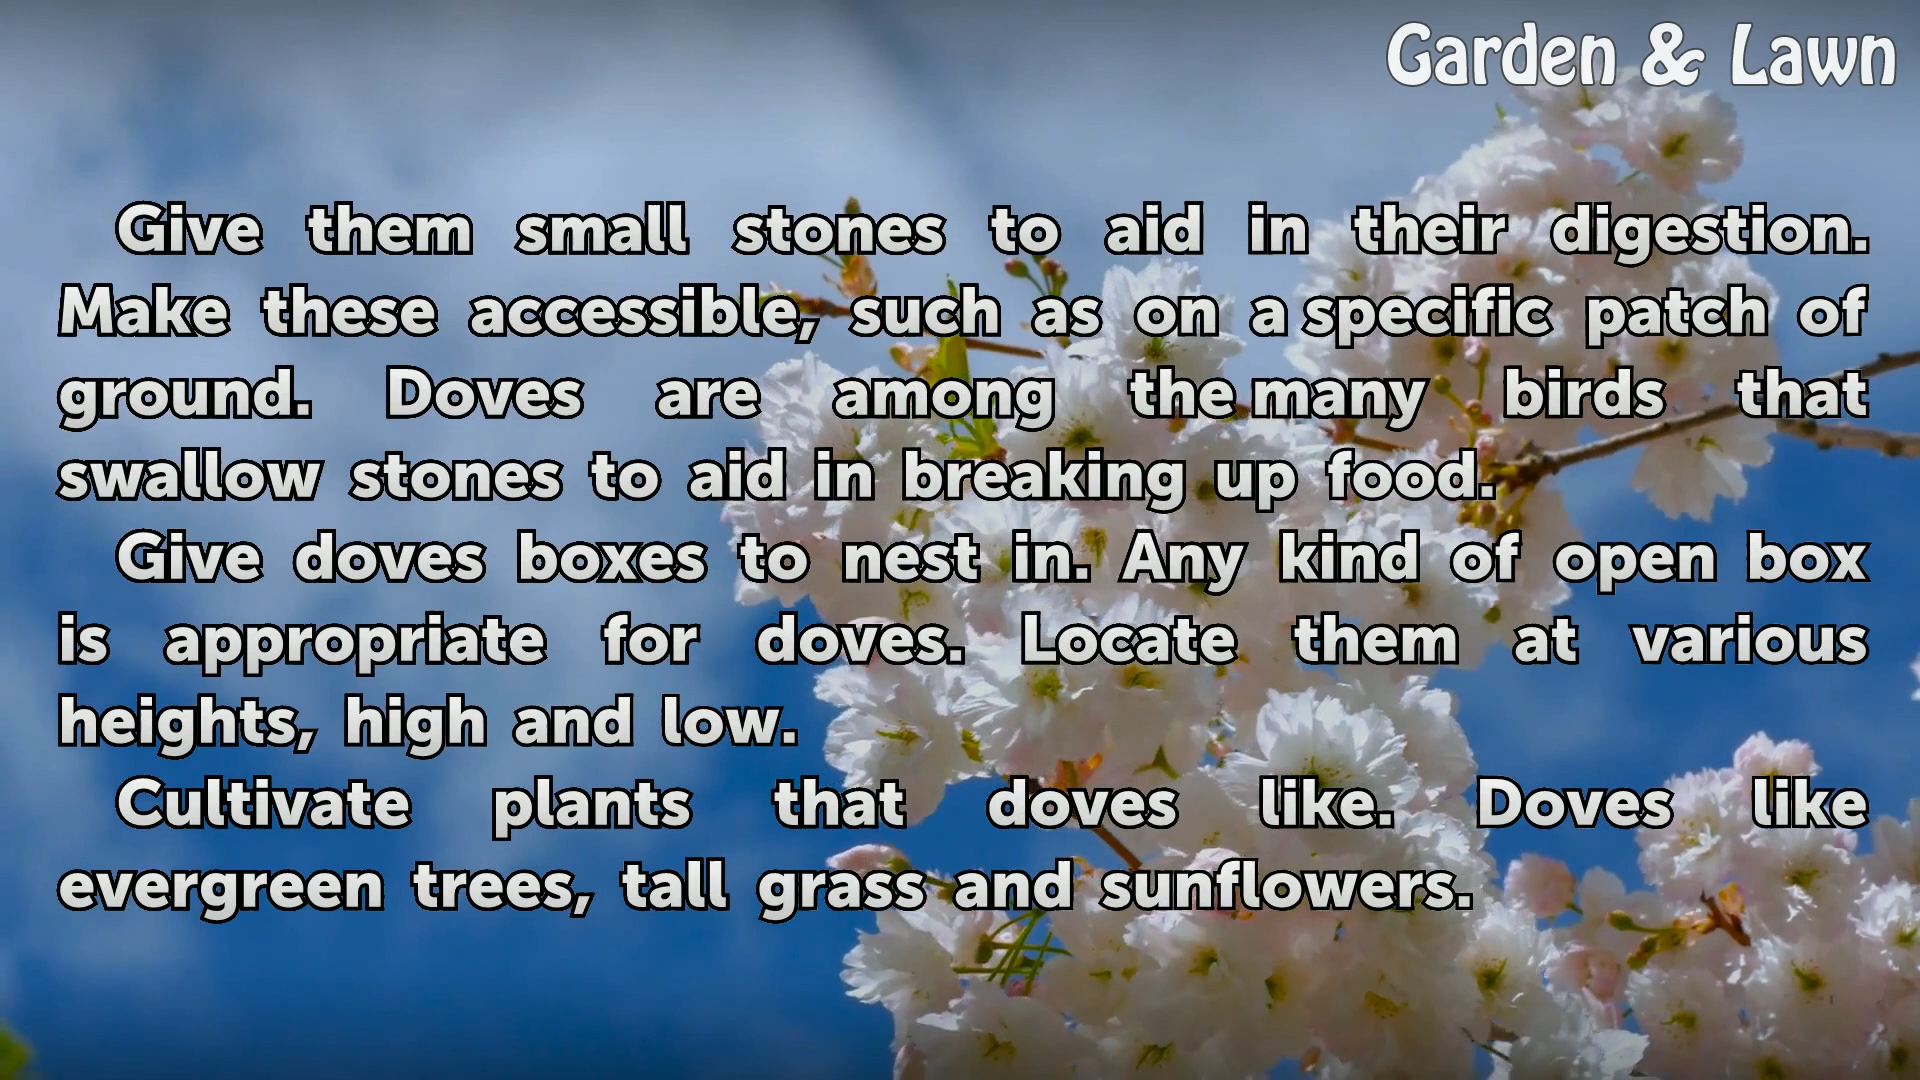 Garden & Lawn
Give them small stones to aid in their digestion.
Make these accessible, such as on a specific patch of
ground. Doves are among the many birds that
swallow stones to aid in breaking up food.
Give doves boxes to nest in. Any kind of open box
is appropriate for doves. Locate them at various
heights, high and low.
Cultivate plants that doves like. Doves like
evergreen trees, tall grass and sunflowers.